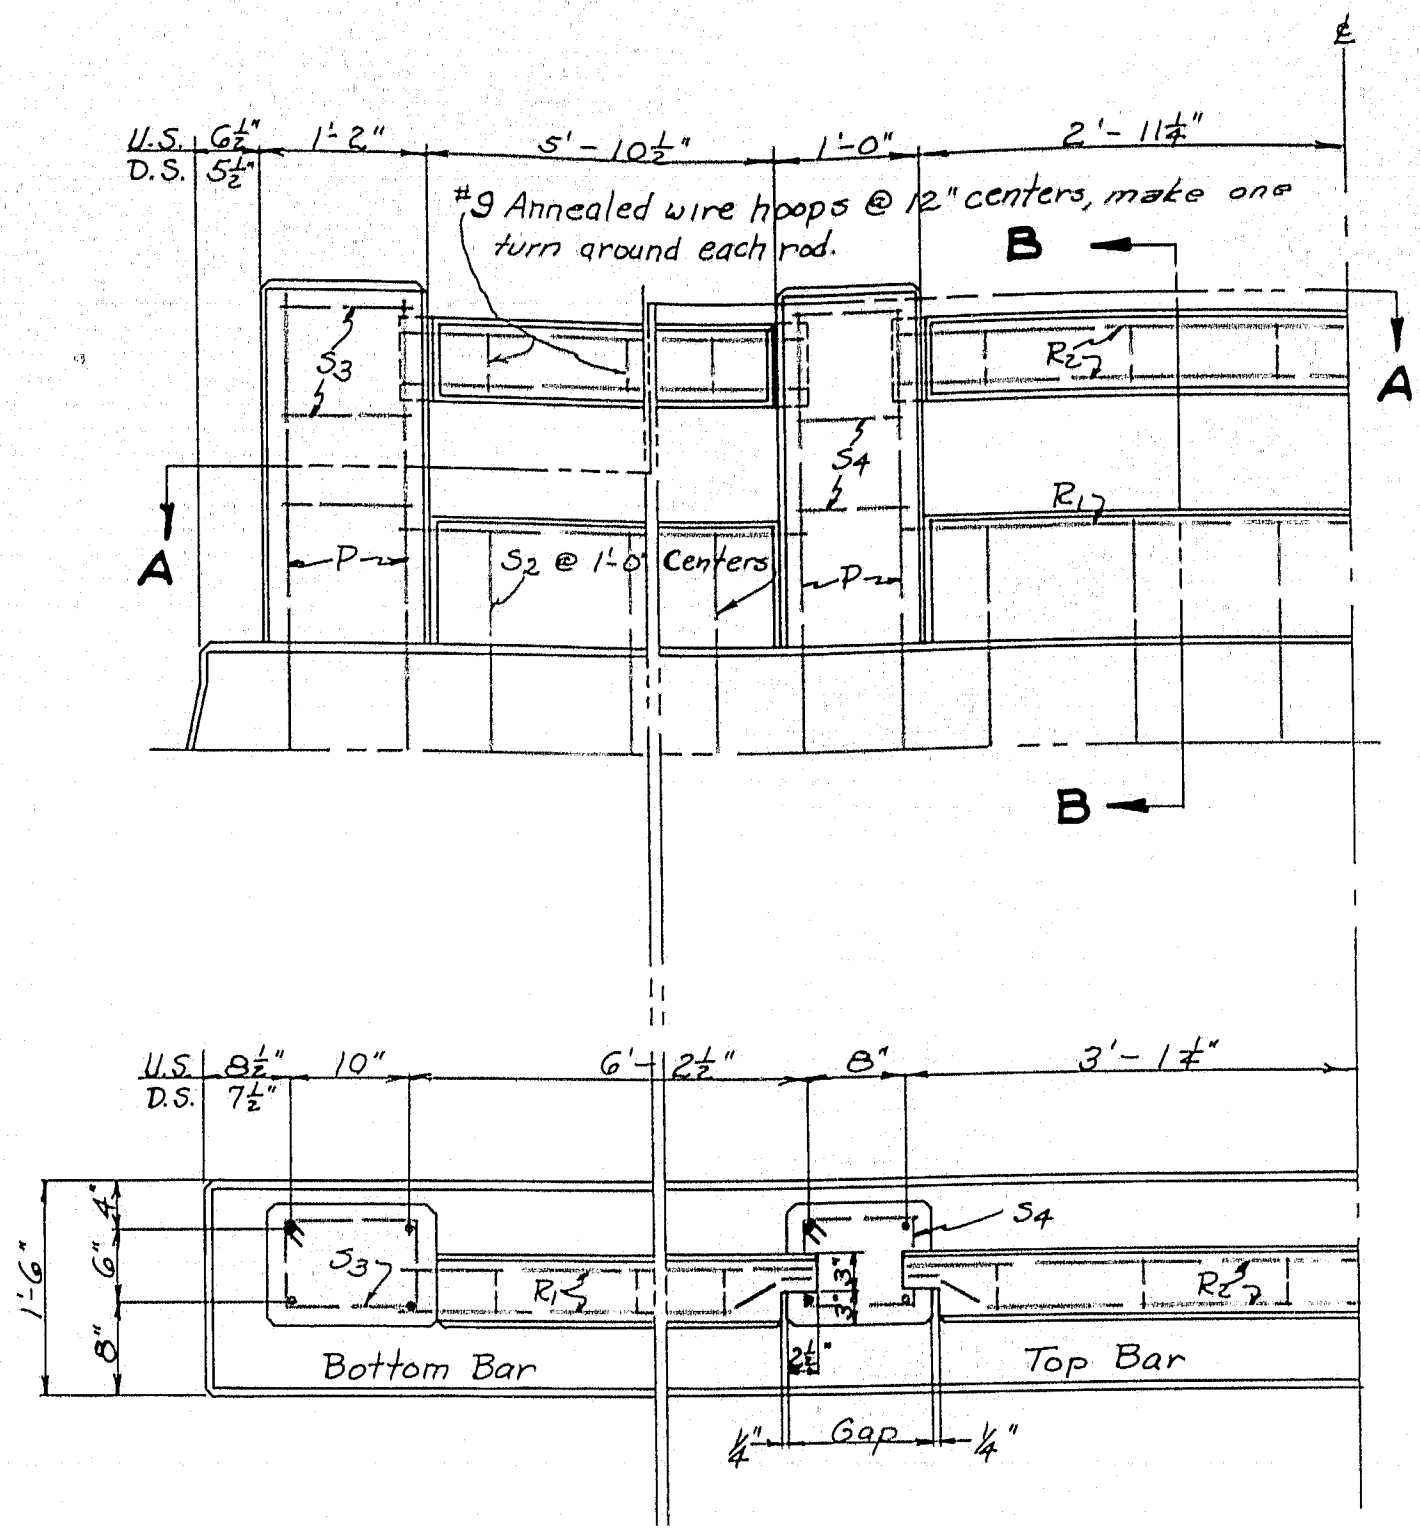 ℄
U.S. 6½" 1'-2" 5'-10½" 1'-0" 2'-11¼"
D.S. 5½"
#9 Annealed wire hoops @ 12" centers, make one
turn around each rod.
B
S3
R2
A
S4
R1
A
P
S2 @ 1'-0" Centers
P
B
U.S. 8½" 10" 6'-2½" 8" 3'-1¼"
D.S. 7½"
4"
6"
8"
1'-6"
S4
S3
R1
3"
3"
R2
2½"
Bottom Bar
Top Bar
¼" Gap ¼"